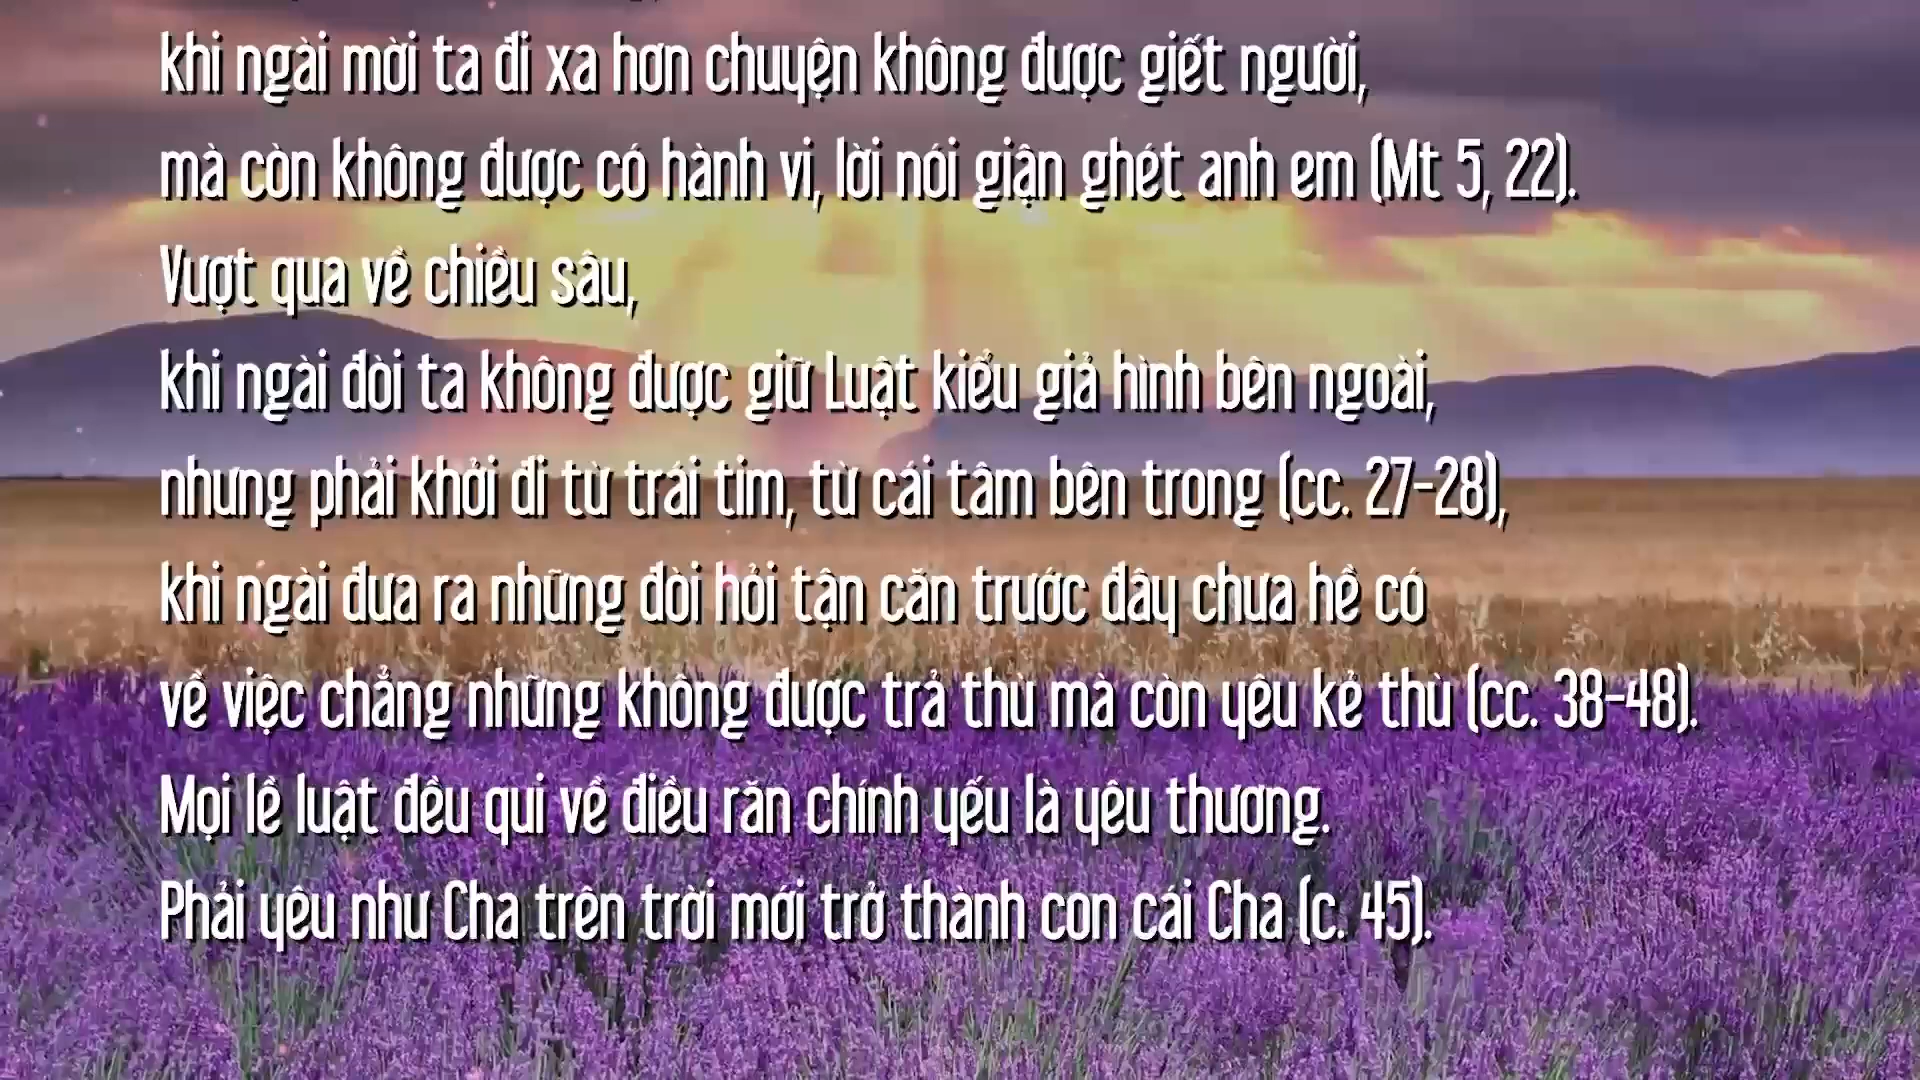 khi ngài mời ta đi xa hơn chuyện không được giết người,
mà còn không được có hành vi, lời nói giận ghét anh em (Mt 5, 22).
Vượt qua về chiều sâu,
khi ngài đòi ta không được giữ Luật kiểu giả hình bên ngoài,
nhưng phải khởi đi từ trái tim, từ cái tâm bên trong (cc. 27-28),
khi ngài đưa ra những đòi hỏi tận căn trước đây chưa hề có
về việc chẳng những không được trả thù mà còn yêu kẻ thù (cc. 38-48).
Mọi lề luật đều qui về điều răn chính yếu là yêu thương.
Phải yêu như Cha trên trời mới trở thành con cái Cha (c. 45).